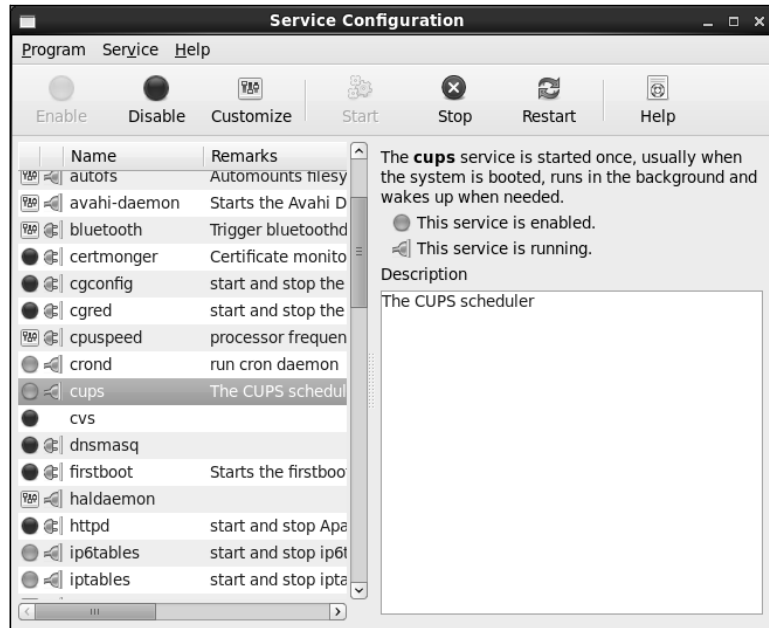 Service Configuration
Program Service Help
Enable Disable Customize Start Stop Restart Help
Name Remarks
autofs Automounts filesy
avahi-daemon Starts the Avahi D
bluetooth Trigger bluetoothd
certmonger Certificate monito
cgconfig start and stop the
cgred start and stop the
cpuspeed processor frequen
crond run cron daemon
cups The CUPS schedul
cvs
dnsmasq
firstboot Starts the firstboo
haldaemon
httpd start and stop Apa
ip6tables start and stop ip6t
iptables start and stop ipta
The cups service is started once, usually when
the system is booted, runs in the background and
wakes up when needed.
This service is enabled.
This service is running.
Description
The CUPS scheduler